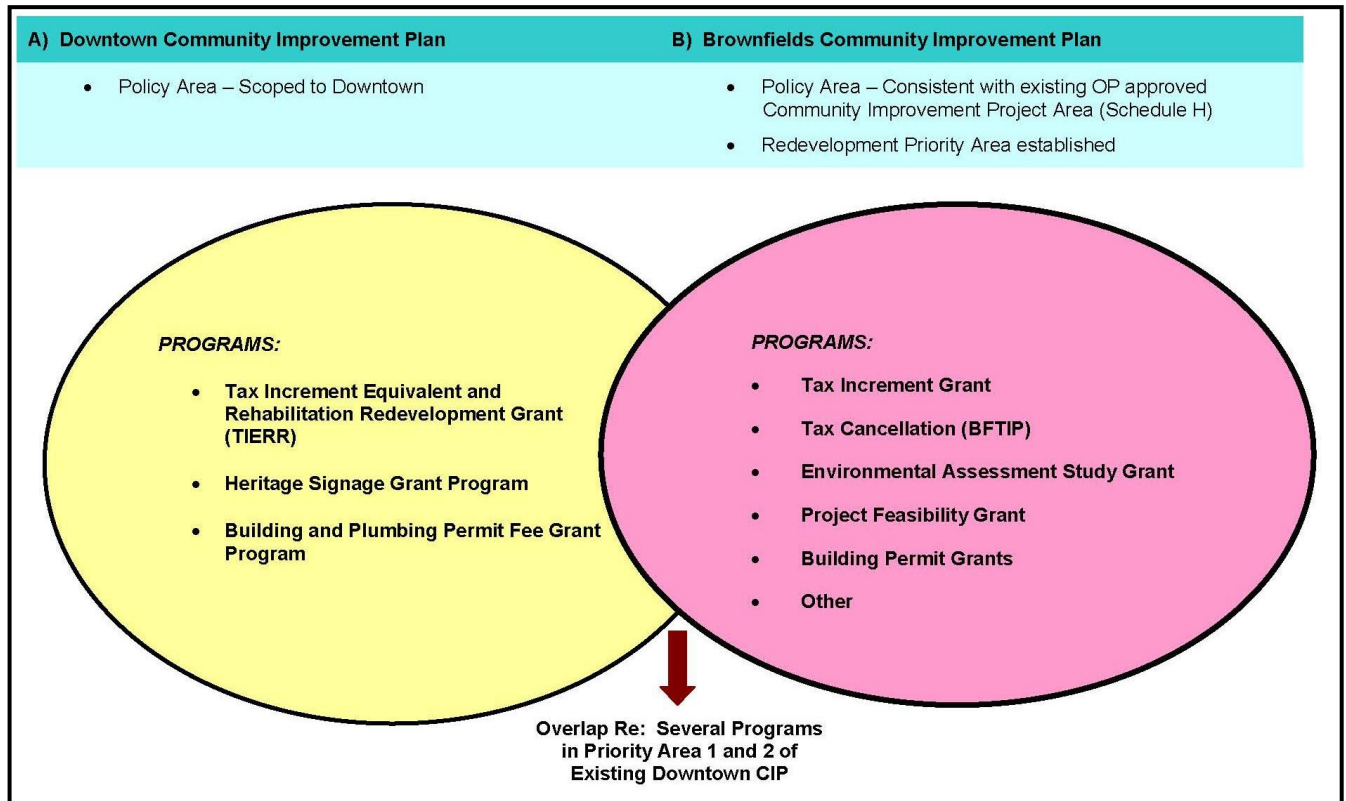 A) Downtown Community Improvement Plan
• Policy Area – Scoped to Downtown
B) Brownfields Community Improvement Plan
• Policy Area – Consistent with existing OP approved
Community Improvement Project Area (Schedule H)
• Redevelopment Priority Area established
PROGRAMS:
• Tax Increment Equivalent and
Rehabilitation Redevelopment Grant
(TIERR)
• Heritage Signage Grant Program
• Building and Plumbing Permit Fee Grant
Program
PROGRAMS:
• Tax Increment Grant
• Tax Cancellation (BFTIP)
• Environmental Assessment Study Grant
• Project Feasibility Grant
• Building Permit Grants
• Other
Overlap Re: Several Programs
in Priority Area 1 and 2 of
Existing Downtown CIP